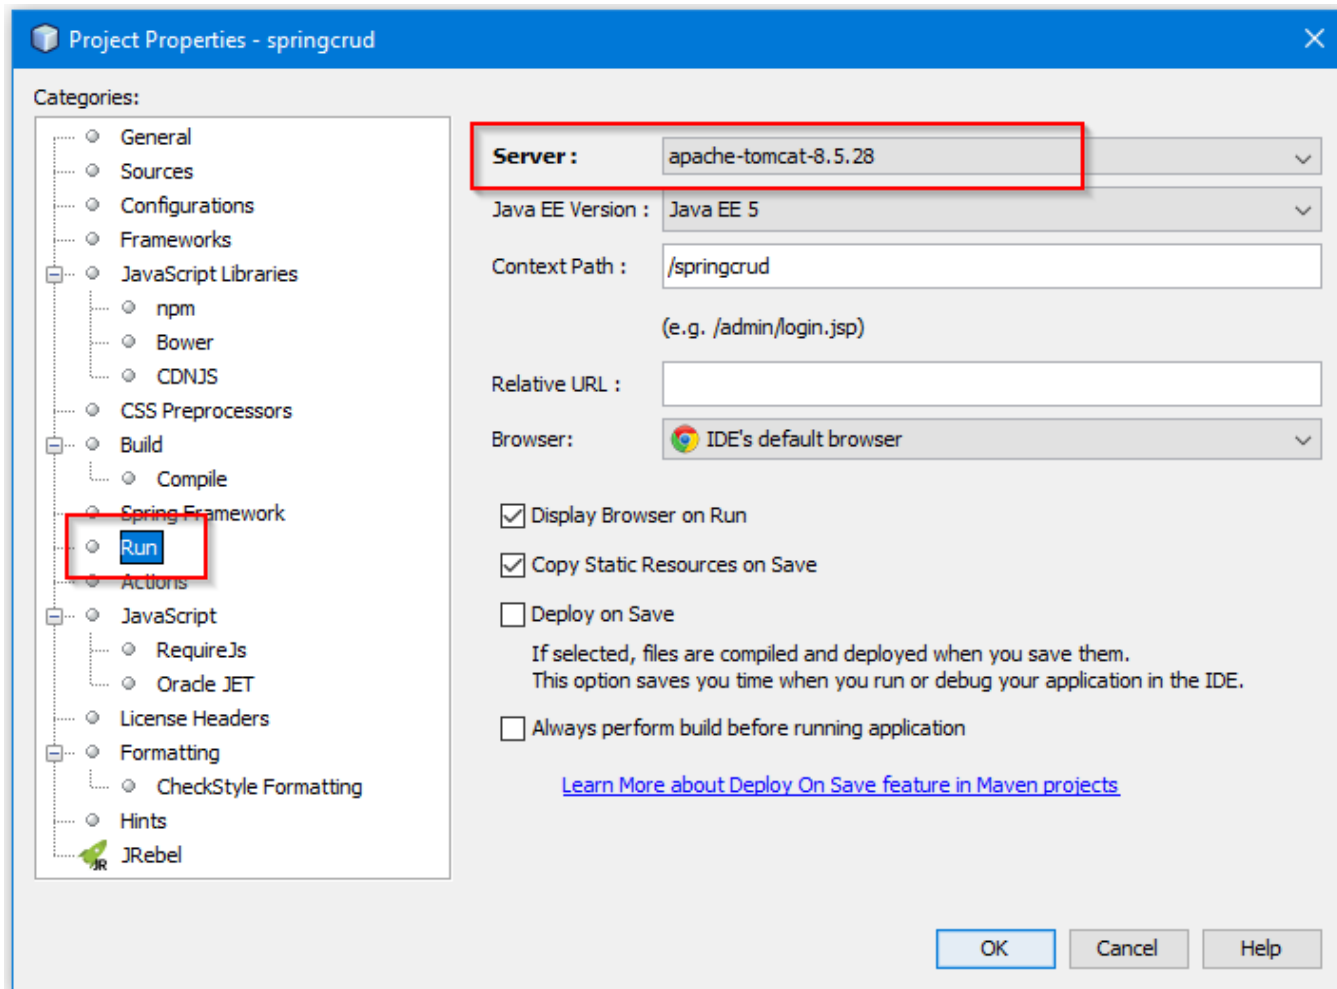 Project Properties - springcrud
Categories:
General
Sources
Configurations
Frameworks
JavaScript Libraries
npm
Bower
CDNJS
CSS Preprocessors
Build
Compile
Spring Framework
Run
Actions
JavaScript
RequireJs
Oracle JET
License Headers
Formatting
CheckStyle Formatting
Hints
JR
JRebel
Server : apache-tomcat-8.5.28
Java EE Version : Java EE 5
Context Path : /springcrud
(e.g. /admin/login.jsp)
Relative URL :
Browser: IDE's default browser
Display Browser on Run
Copy Static Resources on Save
Deploy on Save
If selected, files are compiled and deployed when you save them.
This option saves you time when you run or debug your application in the IDE.
Always perform build before running application
Learn More about Deploy On Save feature in Maven projects
OK Cancel Help